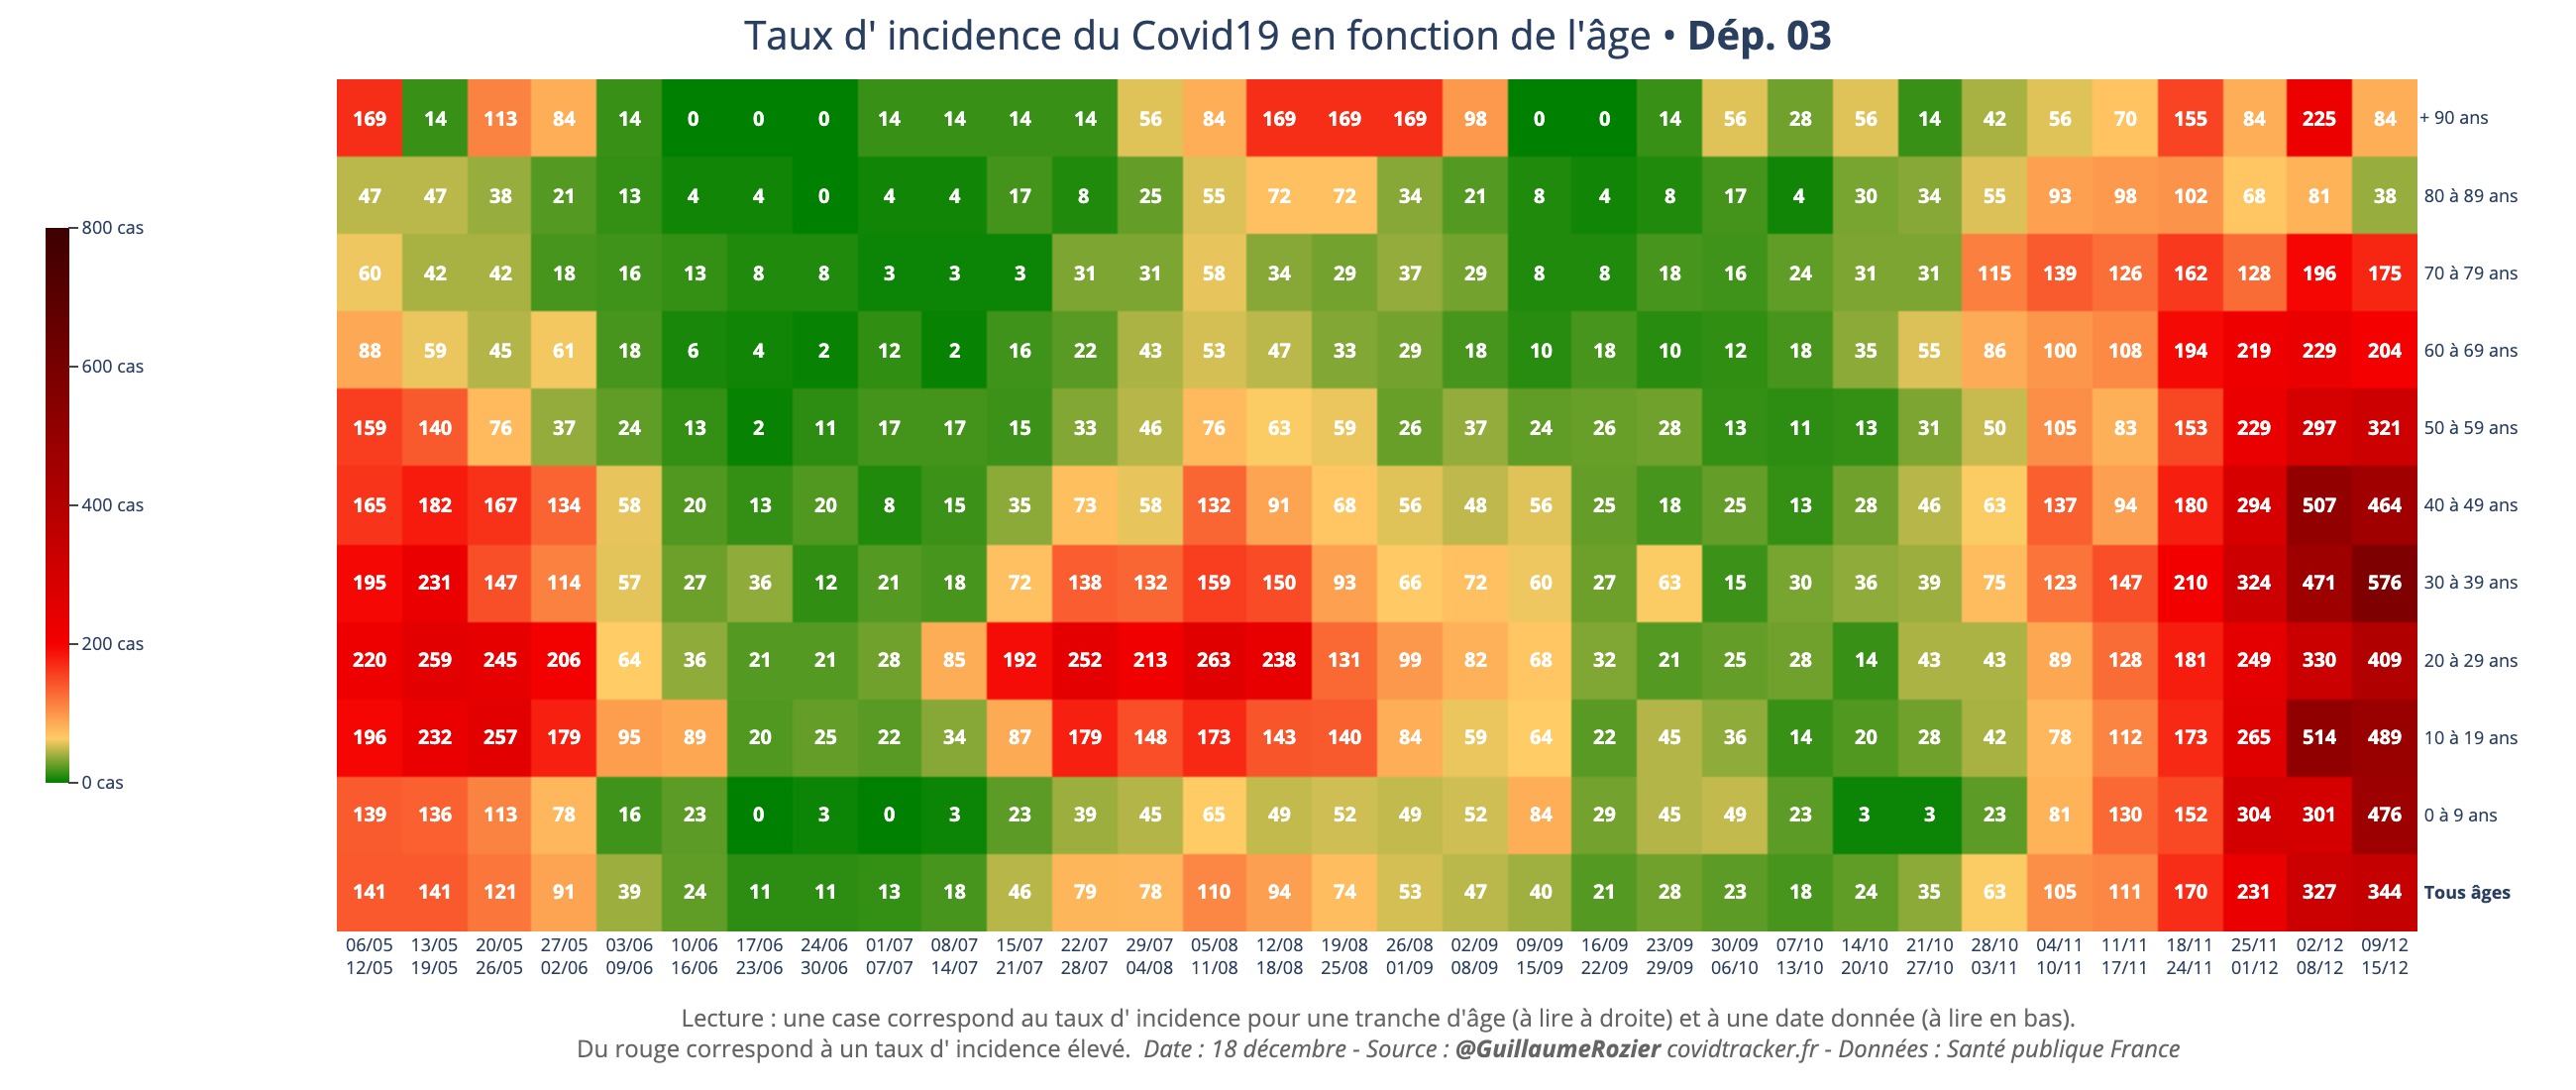 Taux d' incidence du Covid19 en fonction de l'âge • Dép. 03
800 cas
600 cas
400 cas
200 cas
0 cas
169 14 113 84 14 0 0 0 14 14 14 14 56 84 169 169 169 98 0 0 14 56 28 56 14 42 56 70 155 84 225 84 + 90 ans
47 47 38 21 13 4 4 0 4 4 17 8 25 55 72 72 34 21 8 4 8 17 4 30 34 55 93 98 102 68 81 38 80 à 89 ans
60 42 42 18 16 13 8 8 3 3 3 31 31 58 34 29 37 29 8 8 18 16 24 31 31 115 139 126 162 128 196 175 70 à 79 ans
88 59 45 61 18 6 4 2 12 2 16 22 43 53 47 33 29 18 10 18 10 12 18 35 55 86 100 108 194 219 229 204 60 à 69 ans
159 140 76 37 24 13 2 11 17 17 15 33 46 76 63 59 26 37 24 26 28 13 11 13 31 50 105 83 153 229 297 321 50 à 59 ans
165 182 167 134 58 20 13 20 8 15 35 73 58 132 91 68 56 48 56 25 18 25 13 28 46 63 137 94 180 294 507 464 40 à 49 ans
195 231 147 114 57 27 36 12 21 18 72 138 132 159 150 93 66 72 60 27 63 15 30 36 39 75 123 147 210 324 471 576 30 à 39 ans
220 259 245 206 64 36 21 21 28 85 192 252 213 263 238 131 99 82 68 32 21 25 28 14 43 43 89 128 181 249 330 409 20 à 29 ans
196 232 257 179 95 89 20 25 22 34 87 179 148 173 143 140 84 59 64 22 45 36 14 20 28 42 78 112 173 265 514 489 10 à 19 ans
139 136 113 78 16 23 0 3 0 3 23 39 45 65 49 52 49 52 84 29 45 49 23 3 3 23 81 130 152 304 301 476 0 à 9 ans
141 141 121 91 39 24 11 11 13 18 46 79 78 110 94 74 53 47 40 21 28 23 18 24 35 63 105 111 170 231 327 344 Tous âges
06/05 13/05 20/05 27/05 03/06 10/06 17/06 24/06 01/07 08/07 15/07 22/07 29/07 05/08 12/08 19/08 26/08 02/09 09/09 16/09 23/09 30/09 07/10 14/10 21/10 28/10 04/11 11/11 18/11 25/11 02/12 09/12
12/05 19/05 26/05 02/06 09/06 16/06 23/06 30/06 07/07 14/07 21/07 28/07 04/08 11/08 18/08 25/08 01/09 08/09 15/09 22/09 29/09 06/10 13/10 20/10 27/10 03/11 10/11 17/11 24/11 01/12 08/12 15/12
Lecture : une case correspond au taux d' incidence pour une tranche d'âge (à lire à droite) et à une date donnée (à lire en bas).
Du rouge correspond à un taux d' incidence élevé. Date : 18 décembre - Source : @GuillaumeRozier covidtracker.fr - Données : Santé publique France